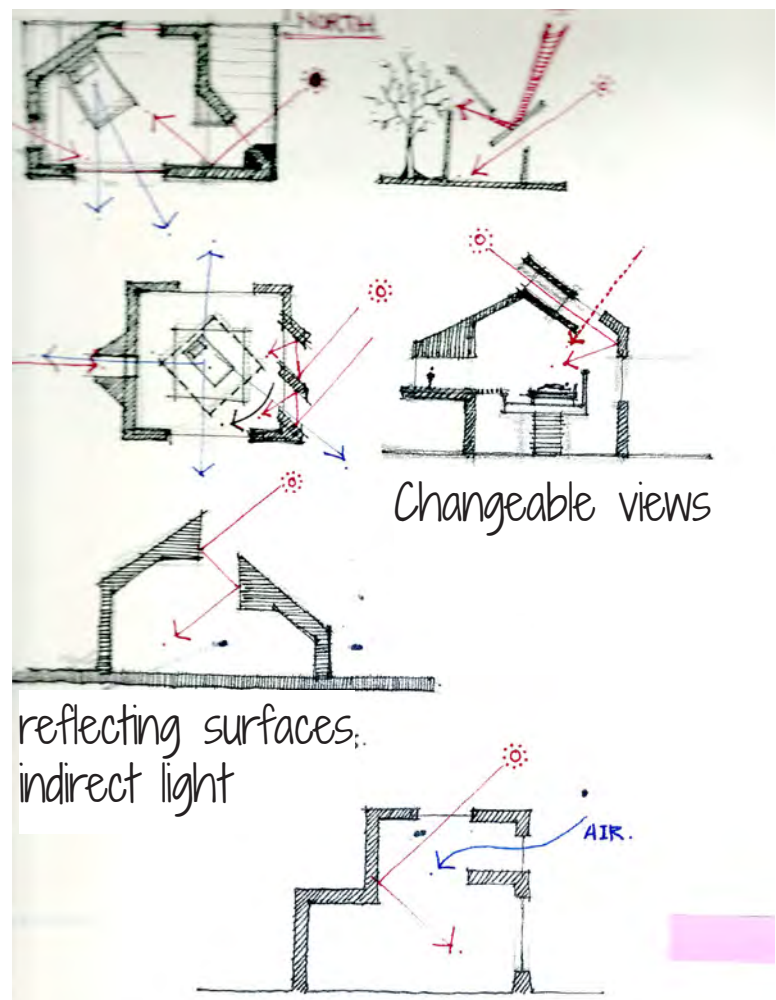 NORTH
Changeable views
reflecting surfaces,
indirect light
AIR.